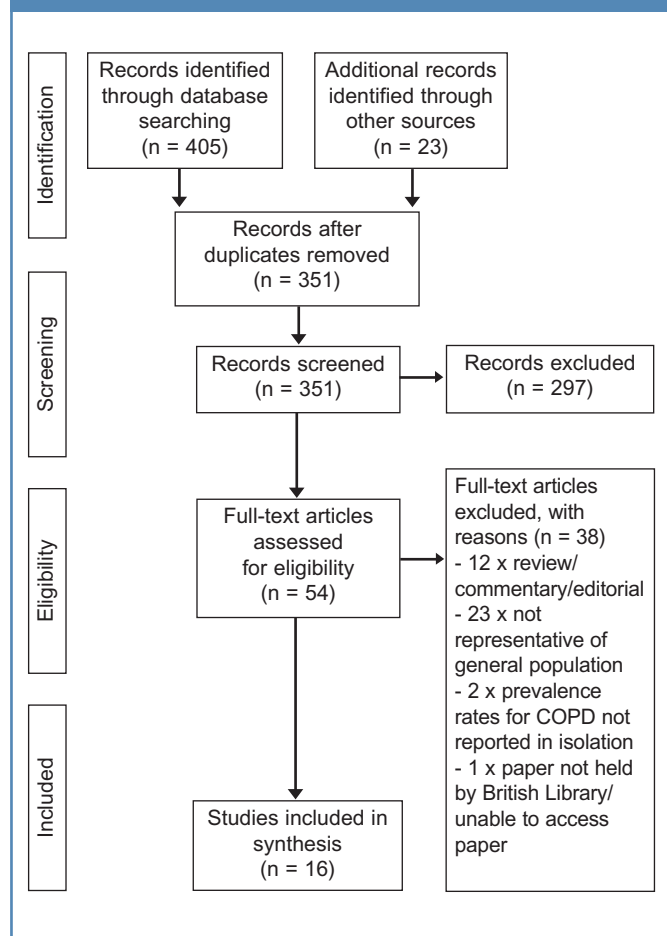 Identification
Records identified
through database
searching
(n = 405)
Additional records
identified through
other sources
(n = 23)
Records after
duplicates removed
(n = 351)
Screening
Records screened
(n = 351)
Records excluded
(n = 297)
Eligibility
Full-text articles
assessed
for eligibility
(n = 54)
Full-text articles
excluded, with
reasons (n = 38)
- 12 x review/
commentary/editorial
- 23 x not
representative of
general population
- 2 x prevalence
rates for COPD not
reported in isolation
- 1 x paper not held
by British Library/
unable to access
paper
Included
Studies included in
synthesis
(n = 16)